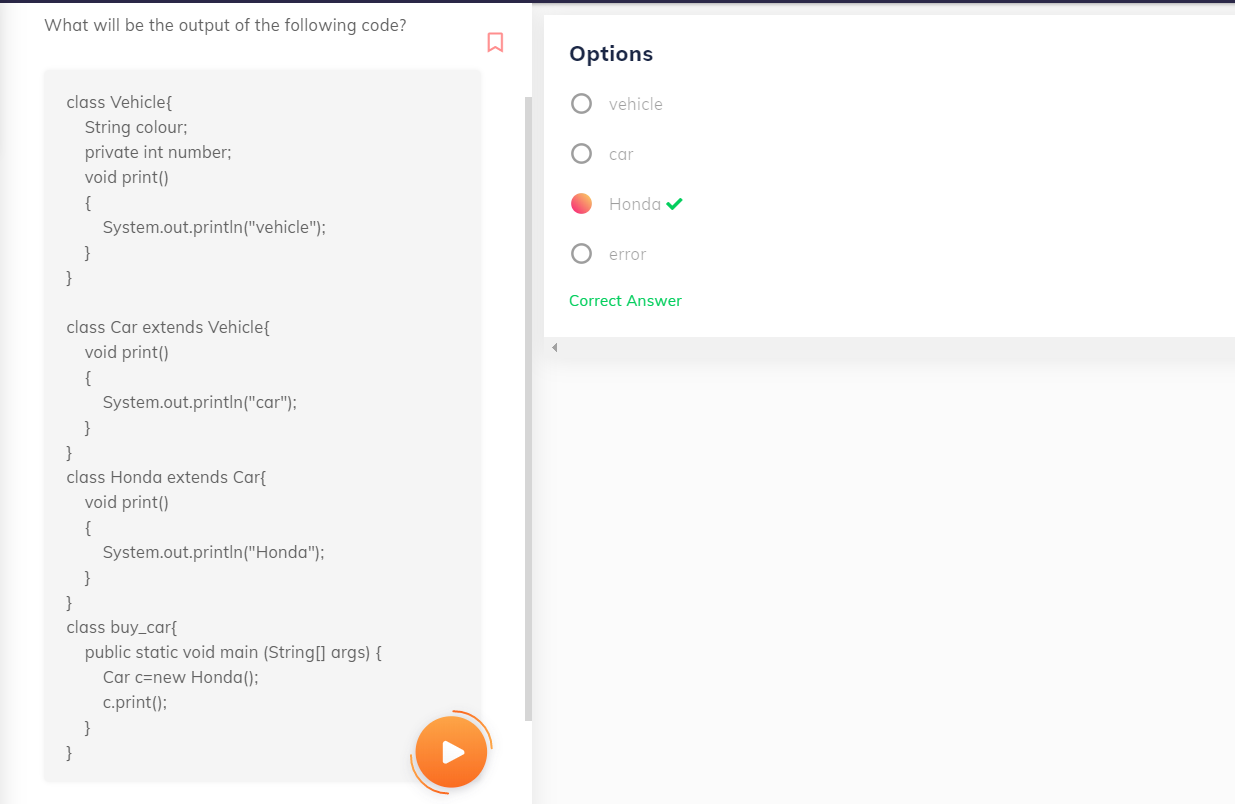 What will be the output of the following code?
class Vehicle{
String colour;
private int number;
void print()
{
System.out.println("vehicle");
}
}
class Car extends Vehicle{
void print()
{
System.out.println("car");
}
}
class Honda extends Car{
void print()
{
System.out.println("Honda");
}
}
class buy_car{
public static void main (String[] args) {
Car c=new Honda();
c.print();
}
}
Options
vehicle
car
Honda
error
Correct Answer